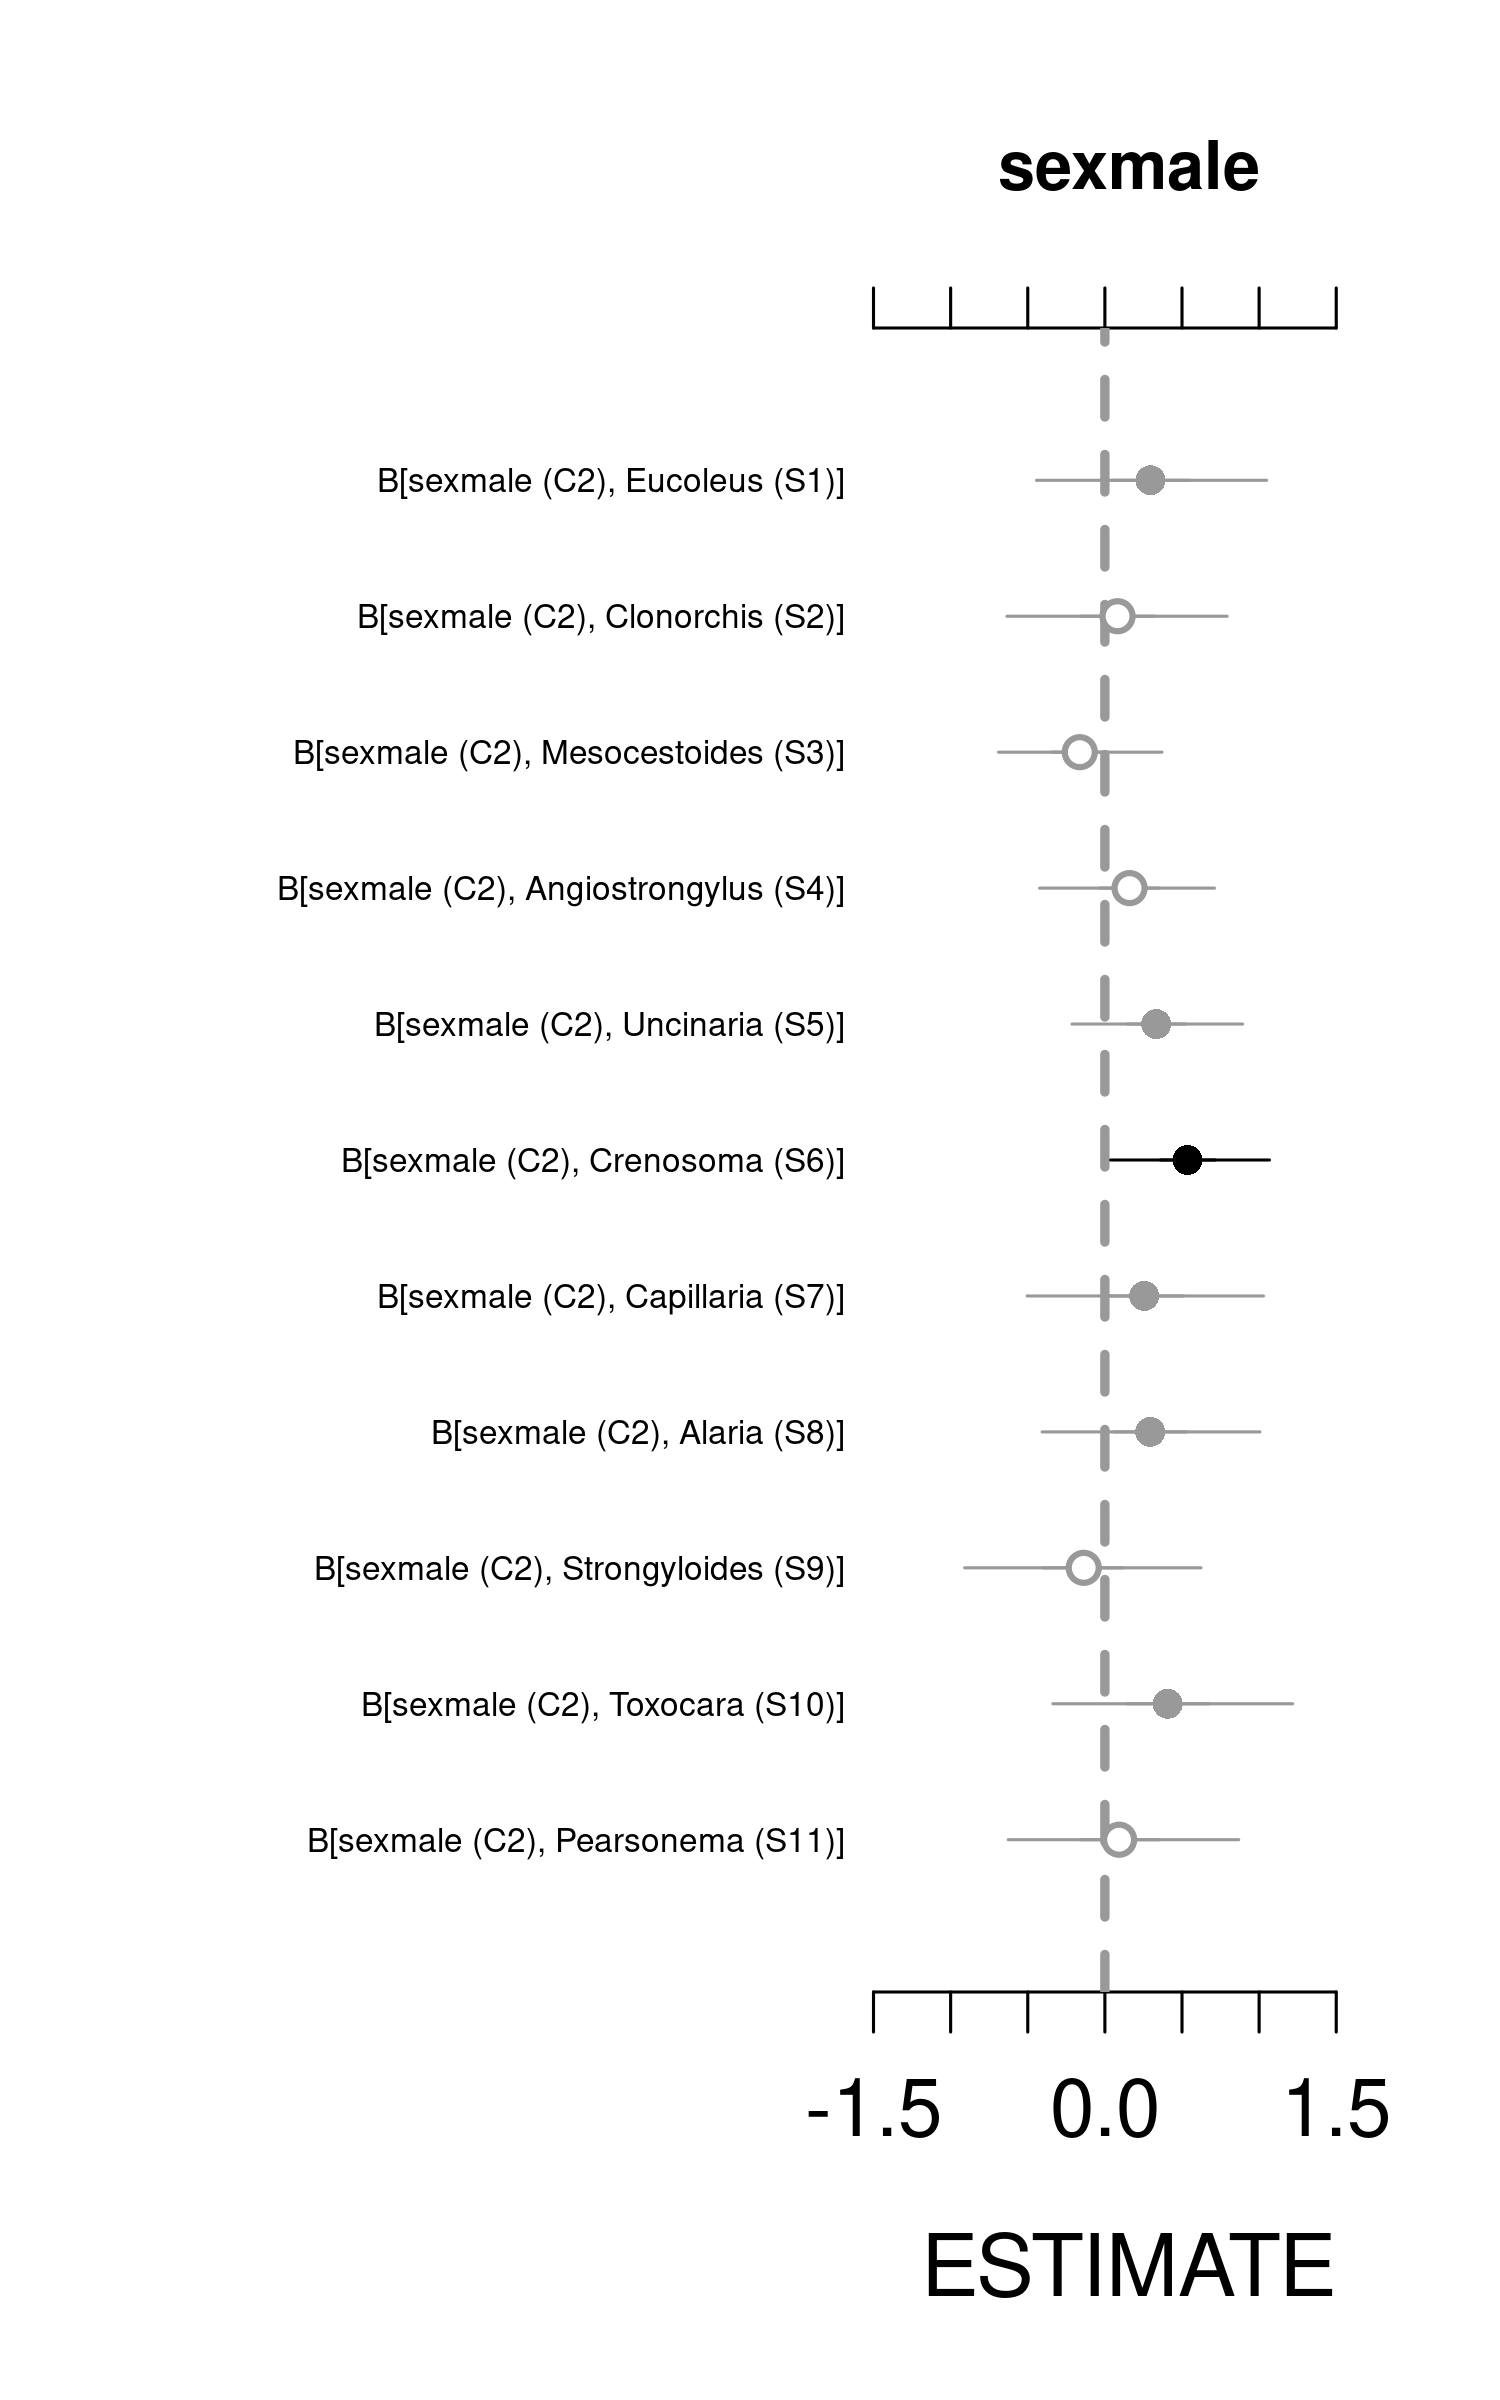 sexmale
B[sexmale (C2), Eucoleus (S1)]
B[sexmale (C2), Clonorchis (S2)]
B[sexmale (C2), Mesocestoides (S3)]
B[sexmale (C2), Angiostrongylus (S4)]
B[sexmale (C2), Uncinaria (S5)]
B[sexmale (C2), Crenosoma (S6)]
B[sexmale (C2), Capillaria (S7)]
B[sexmale (C2), Alaria (S8)]
B[sexmale (C2), Strongyloides (S9)]
B[sexmale (C2), Toxocara (S10)]
B[sexmale (C2), Pearsonema (S11)]
-1.5 0.0 1.5
ESTIMATE